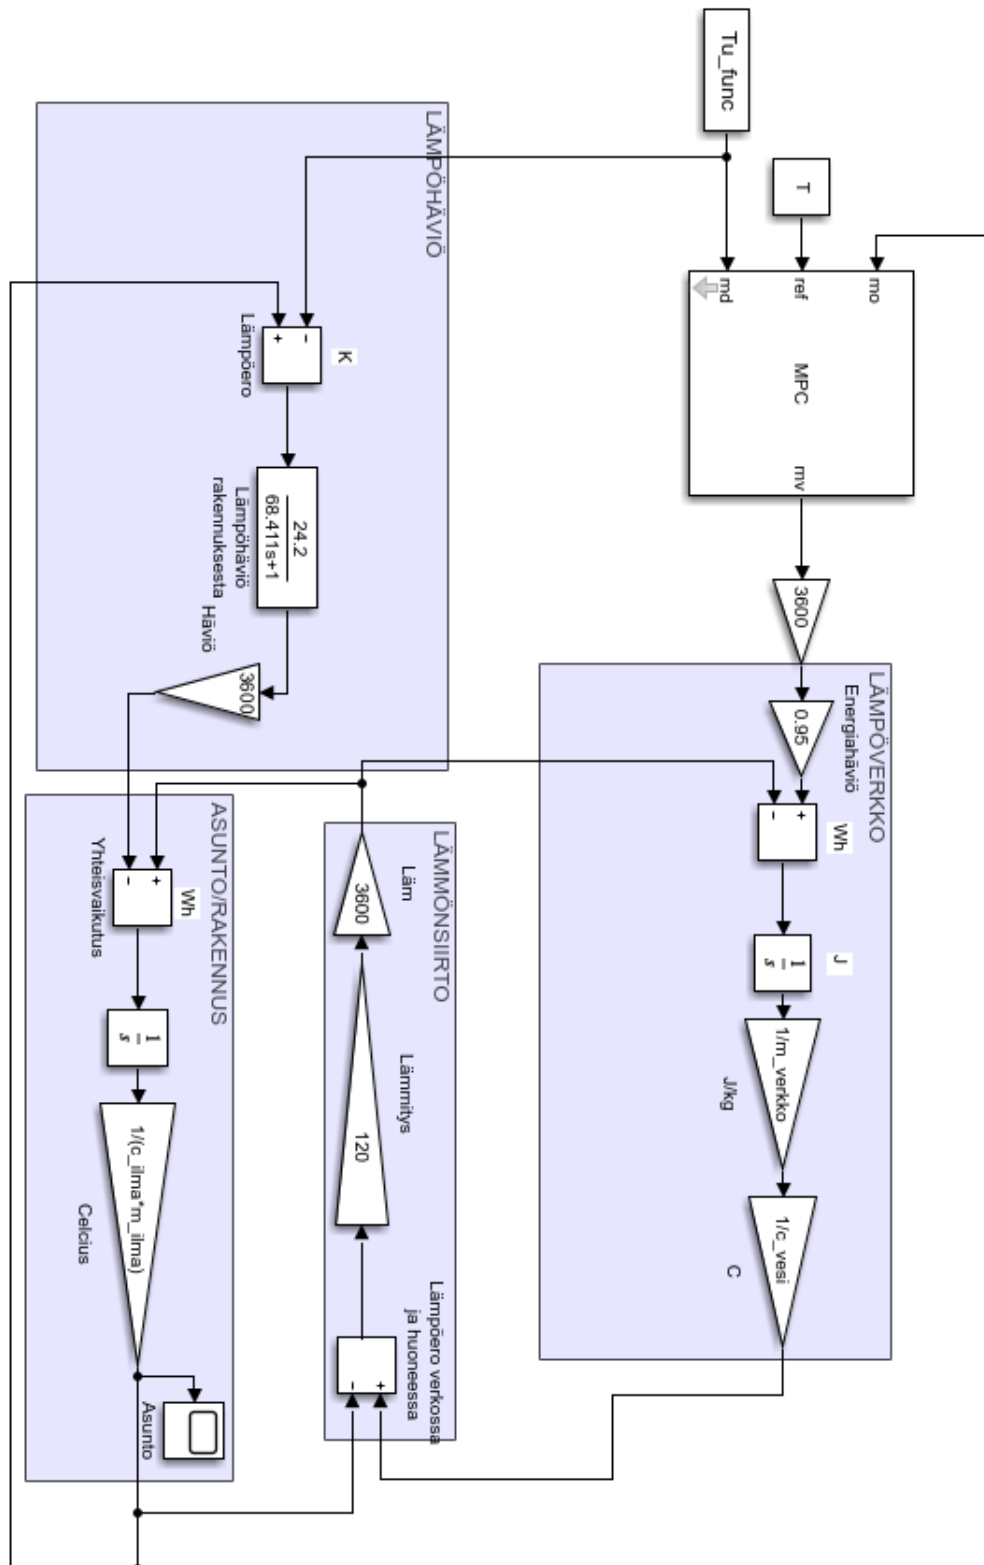 Tu_func
T
mo
ref
md
MPC
mv
3600
LÄMPÖVERKKO
0.95
Energiahäviö
Wh
+
-
J
1
s
1/m_verkko
J/kg
1/c_vesi
C
LÄMPÖHÄVIÖ
K
-
+
Lämpöero
24.2
68.411s+1
Lämpöhäviö
rakennuksesta
Häviö
3600
LÄMMÖNSIIRTO
Läm
3600
Lämmitys
120
Lämpöero verkossa
ja huoneessa
+
-
ASUNTO/RAKENNUS
Wh
+
-
Yhteisvaikutus
1
s
1/(c_ilma*m_ilma)
Celcius
Asunto